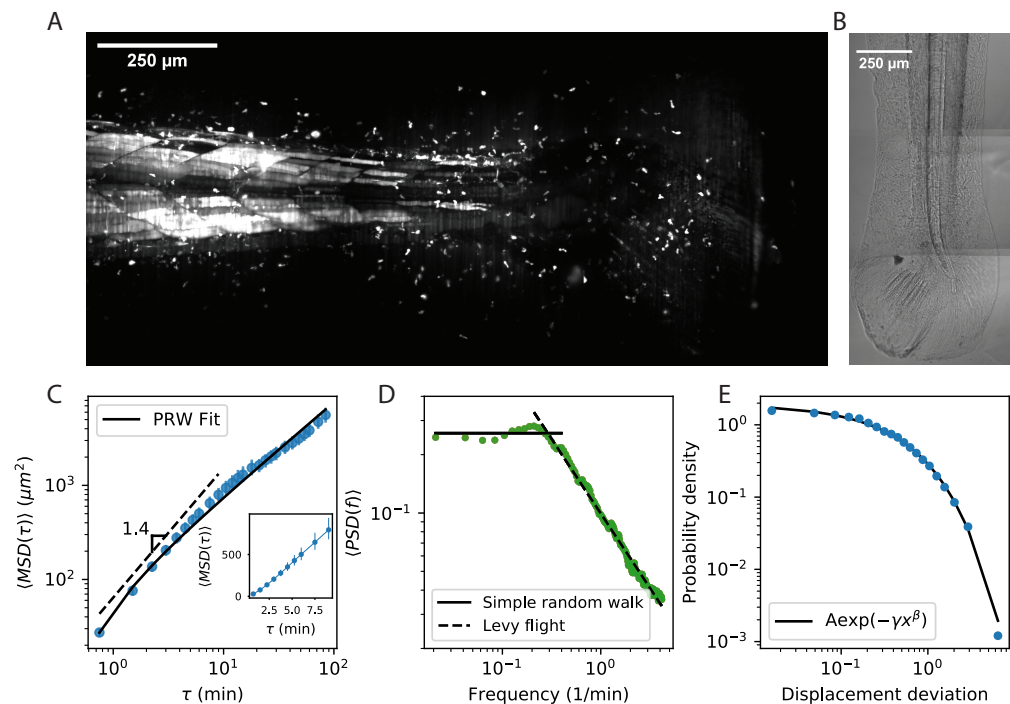 A
250 μm
B
250 μm
C
⟨MSD(τ)⟩ (μm²)
10³
10²
PRW Fit
1.4
⟨MSD(τ)⟩
500
0
2.5 5.0 7.5
τ (min)
10⁰ 10¹ 10²
τ (min)
D
⟨PSD(f)⟩
10⁻¹
Simple random walk
Levy flight
10⁻¹ 10⁰
Frequency (1/min)
E
Probability density
10⁰
10⁻¹
10⁻²
10⁻³
Aexp(−γx^β)
10⁻¹ 10⁰
Displacement deviation